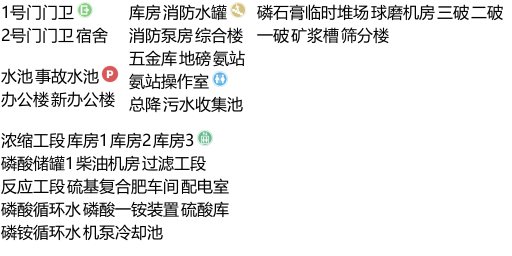 1号门门卫
2号门门卫 宿舍
水池 事故水池 P
办公楼 新办公楼
库房 消防水罐
消防泵房 综合楼
五金库 地磅 氨站
氨站操作室
总降 污水收集池
磷石膏临时堆场 球磨机房 三破 二破
一破 矿浆槽 筛分楼
浓缩工段 库房1 库房2 库房3
磷酸储罐1 柴油机房 过滤工段
反应工段 硫基复合肥车间 配电室
磷酸循环水 磷酸一铵装置 硫酸库
磷铵循环水 机泵冷却池